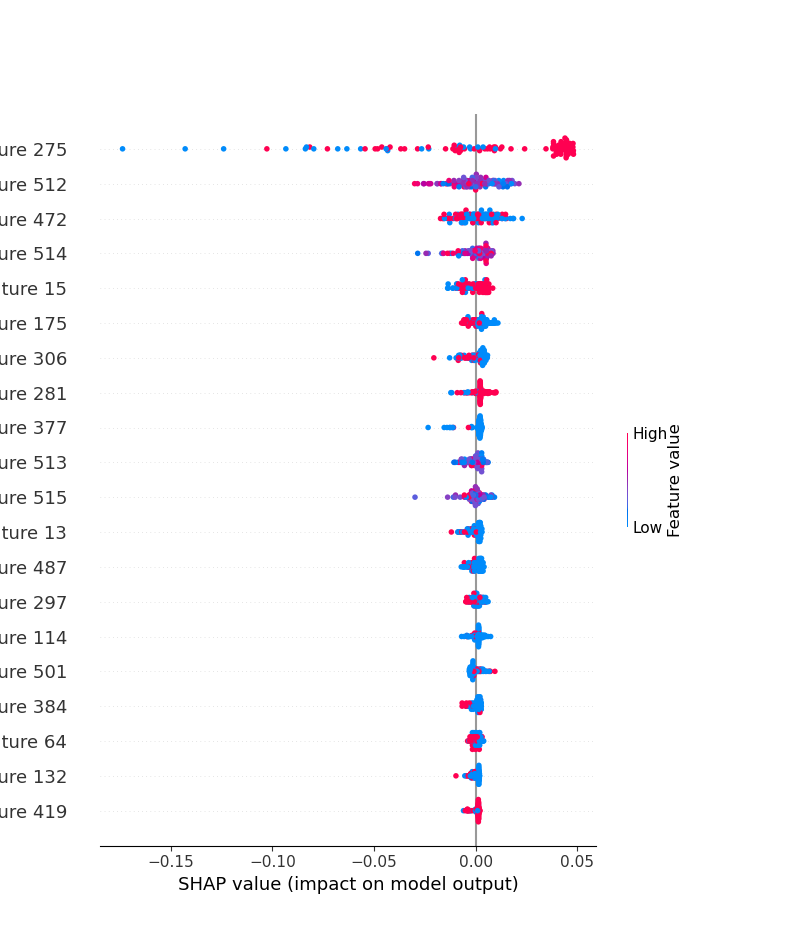 ure 275
ure 512
ure 472
ure 514
ture 15
ure 175
ure 306
ure 281
ure 377
ure 513
ure 515
ture 13
ure 487
ure 297
ure 114
ure 501
ure 384
ture 64
ure 132
ure 419
High
Low
Feature value
−0.15 −0.10 −0.05 0.00 0.05
SHAP value (impact on model output)